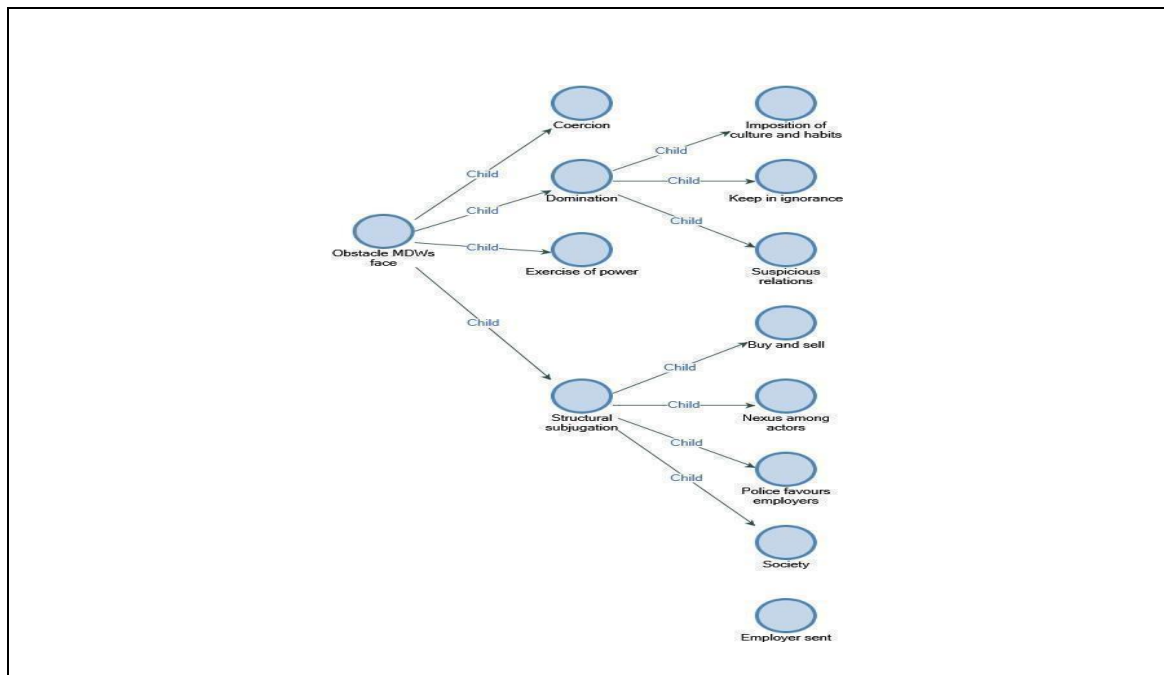 Coercion
Imposition of
culture and habits
Child
Child
Domination
Child
Keep in ignorance
Child
Obstacle MDWs
face
Child
Exercise of power
Child
Suspicious
relations
Child
Buy and sell
Child
Structural
subjugation
Child
Nexus among
actors
Child
Police favours
employers
Child
Society
Employer sent